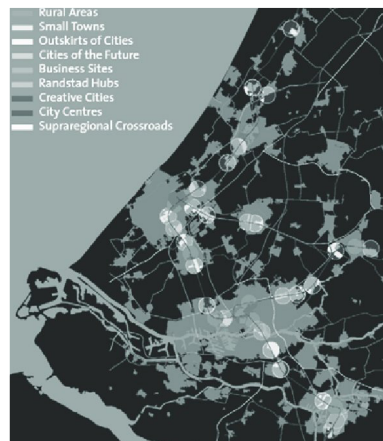 Rural Areas
Small Towns
Outskirts of Cities
Cities of the Future
Business Sites
Randstad Hubs
Creative Cities
City Centres
Supraregional Crossroads